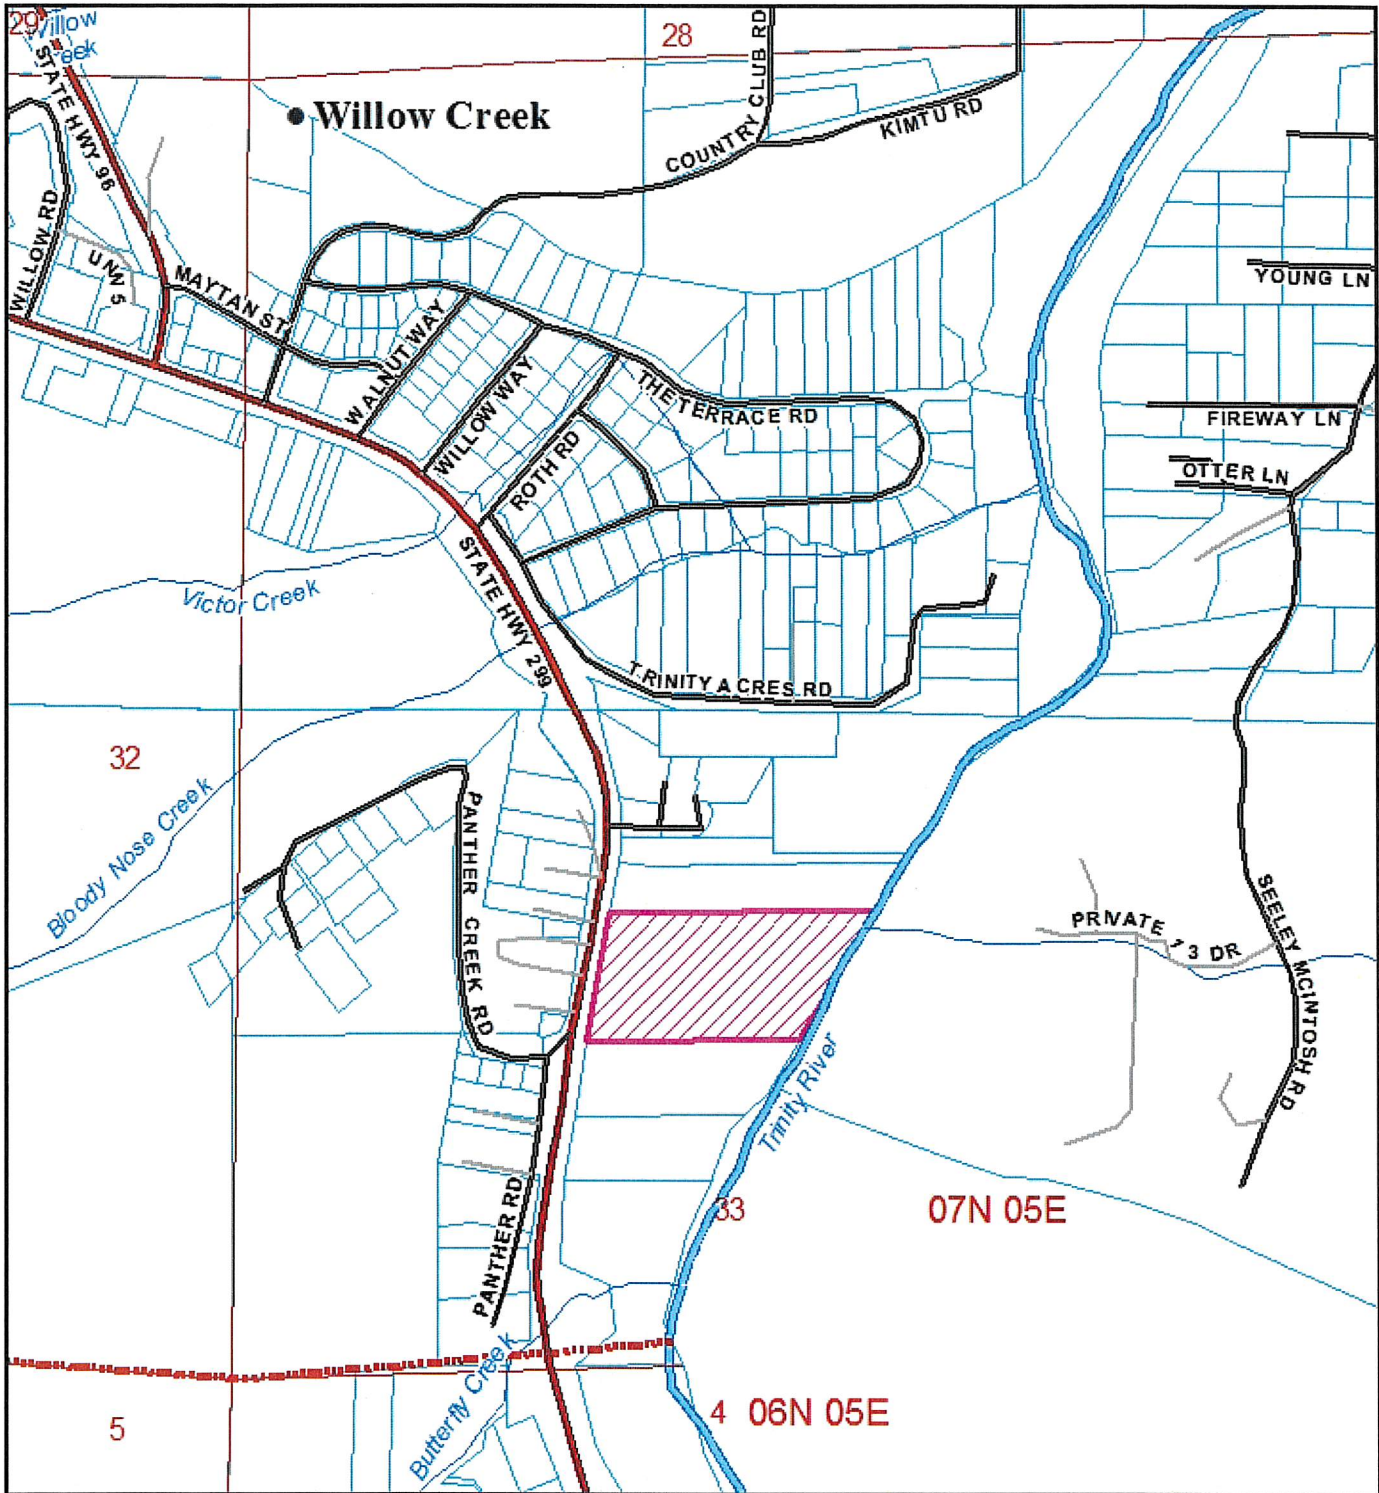 29
Willow
eek
28
STATE HWY 96
Willow Creek
COUNTRY CLUB RD
KIMTU RD
WILLOW RD
UNN 5
MAYTAN ST
YOUNG LN
WALNUT WAY
WILLOW WAY
THE TERRACE RD
FIREWAY LN
ROTH RD
OTTER LN
STATE HWY 299
Victor Creek
TRINITY ACRES RD
32
Bloody Nose Creek
PANTHER CREEK RD
PRIVATE 73 DR
SEELEY MCINTOSH RD
Trinity River
33
07N 05E
PANTHER RD
Butterfly Creek
5
4 06N 05E